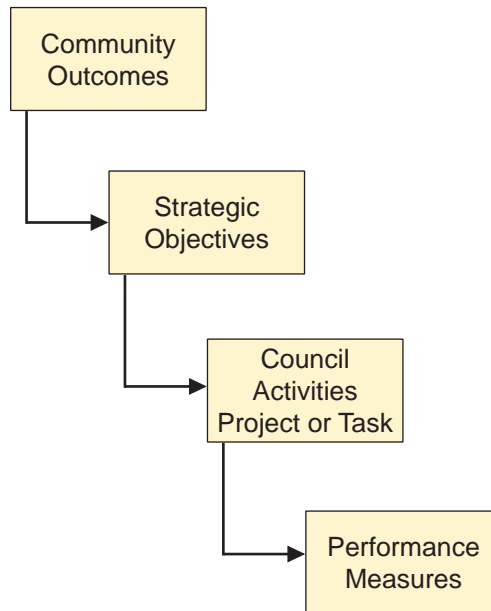 Community
Outcomes
Strategic
Objectives
Council
Activities
Project or Task
Performance
Measures